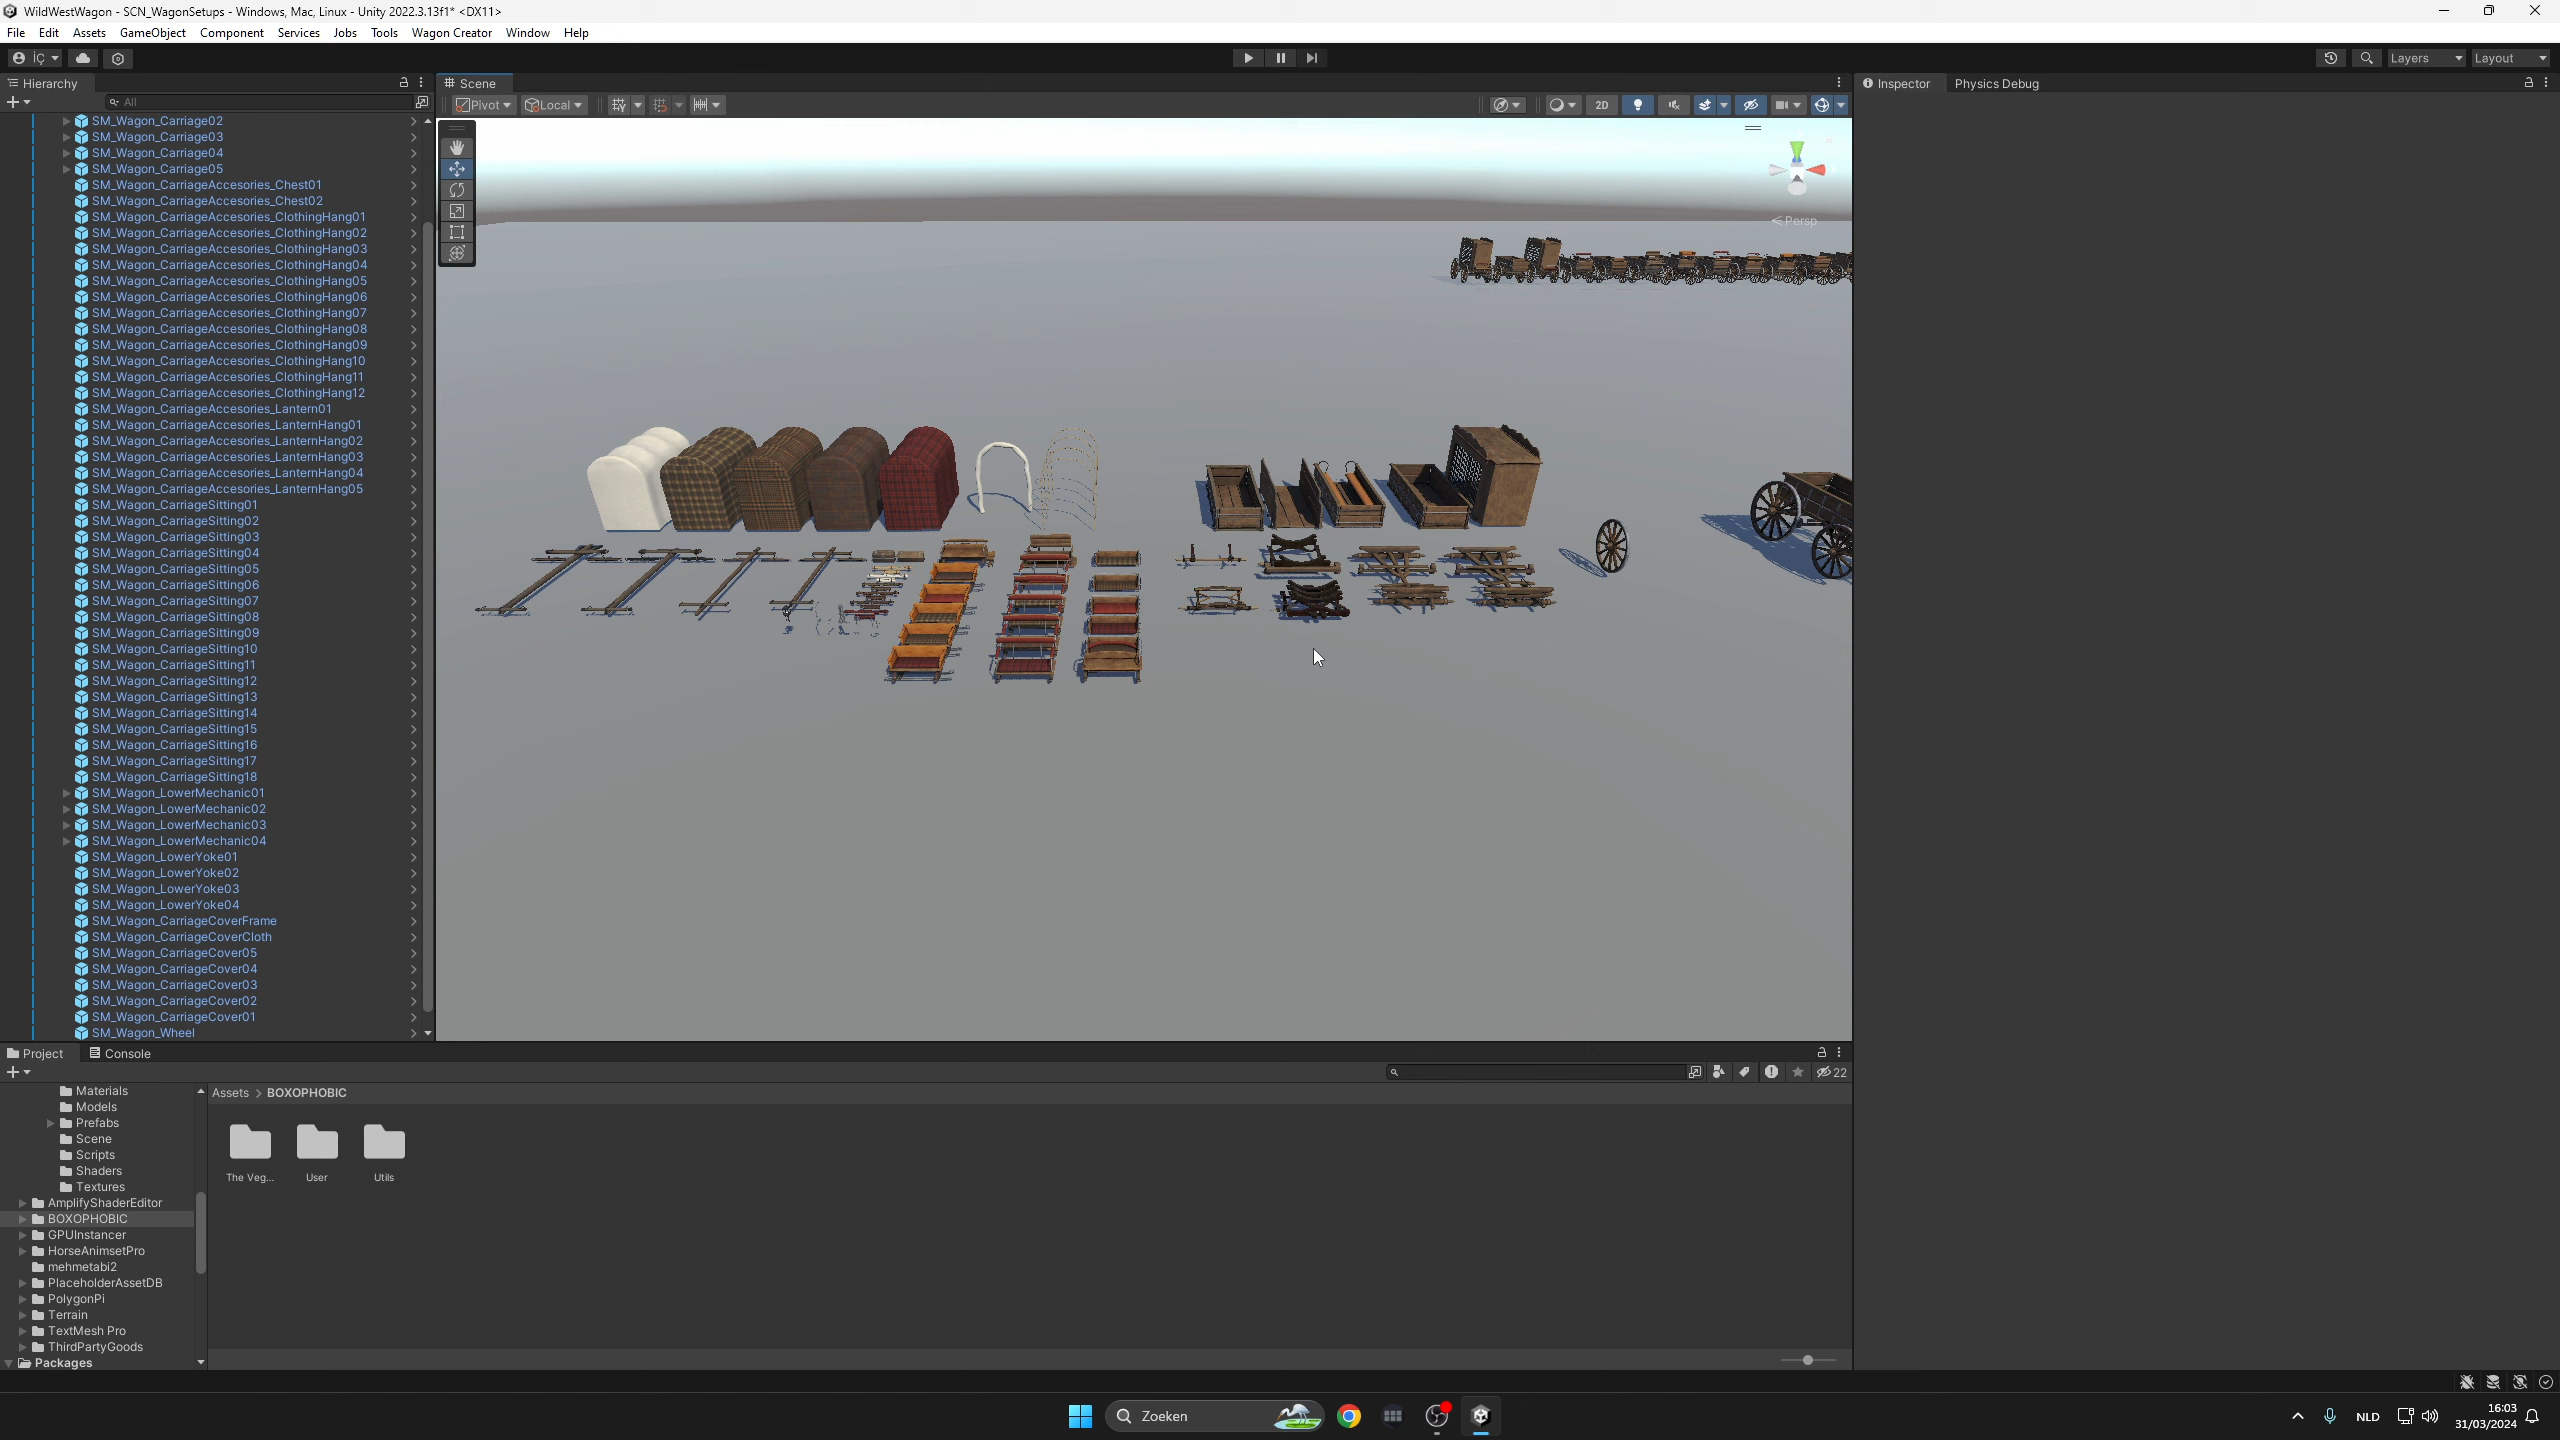 WildWestWagon - SCN_WagonSetups - Windows, Mac, Linux - Unity 2022.3.13f1* <DX11>
File Edit Assets GameObject Component Services Jobs Tools Wagon Creator Window Help
İÇ
Layers
Layout
Hierarchy
Scene
Inspector
Physics Debug
All
Pivot
Local
2D
SM_Wagon_Carriage02
SM_Wagon_Carriage03
SM_Wagon_Carriage04
SM_Wagon_Carriage05
SM_Wagon_CarriageAccesories_Chest01
SM_Wagon_CarriageAccesories_Chest02
SM_Wagon_CarriageAccesories_ClothingHang01
SM_Wagon_CarriageAccesories_ClothingHang02
SM_Wagon_CarriageAccesories_ClothingHang03
SM_Wagon_CarriageAccesories_ClothingHang04
SM_Wagon_CarriageAccesories_ClothingHang05
SM_Wagon_CarriageAccesories_ClothingHang06
SM_Wagon_CarriageAccesories_ClothingHang07
SM_Wagon_CarriageAccesories_ClothingHang08
SM_Wagon_CarriageAccesories_ClothingHang09
SM_Wagon_CarriageAccesories_ClothingHang10
SM_Wagon_CarriageAccesories_ClothingHang11
SM_Wagon_CarriageAccesories_ClothingHang12
SM_Wagon_CarriageAccesories_Lantern01
SM_Wagon_CarriageAccesories_LanternHang01
SM_Wagon_CarriageAccesories_LanternHang02
SM_Wagon_CarriageAccesories_LanternHang03
SM_Wagon_CarriageAccesories_LanternHang04
SM_Wagon_CarriageAccesories_LanternHang05
SM_Wagon_CarriageSitting01
SM_Wagon_CarriageSitting02
SM_Wagon_CarriageSitting03
SM_Wagon_CarriageSitting04
SM_Wagon_CarriageSitting05
SM_Wagon_CarriageSitting06
SM_Wagon_CarriageSitting07
SM_Wagon_CarriageSitting08
SM_Wagon_CarriageSitting09
SM_Wagon_CarriageSitting10
SM_Wagon_CarriageSitting11
SM_Wagon_CarriageSitting12
SM_Wagon_CarriageSitting13
SM_Wagon_CarriageSitting14
SM_Wagon_CarriageSitting15
SM_Wagon_CarriageSitting16
SM_Wagon_CarriageSitting17
SM_Wagon_CarriageSitting18
SM_Wagon_LowerMechanic01
SM_Wagon_LowerMechanic02
SM_Wagon_LowerMechanic03
SM_Wagon_LowerMechanic04
SM_Wagon_LowerYoke01
SM_Wagon_LowerYoke02
SM_Wagon_LowerYoke03
SM_Wagon_LowerYoke04
SM_Wagon_CarriageCoverFrame
SM_Wagon_CarriageCoverCloth
SM_Wagon_CarriageCover05
SM_Wagon_CarriageCover04
SM_Wagon_CarriageCover03
SM_Wagon_CarriageCover02
SM_Wagon_CarriageCover01
SM_Wagon_Wheel
Persp
Project
Console
22
Materials
Models
Prefabs
Scene
Scripts
Shaders
Textures
AmplifyShaderEditor
BOXOPHOBIC
GPUInstancer
HorseAnimsetPro
mehmetabi2
PlaceholderAssetDB
PolygonPi
Terrain
TextMesh Pro
ThirdPartyGoods
Packages
Assets > BOXOPHOBIC
The Veg...
User
Utils
Zoeken
NLD
16:03
31/03/2024